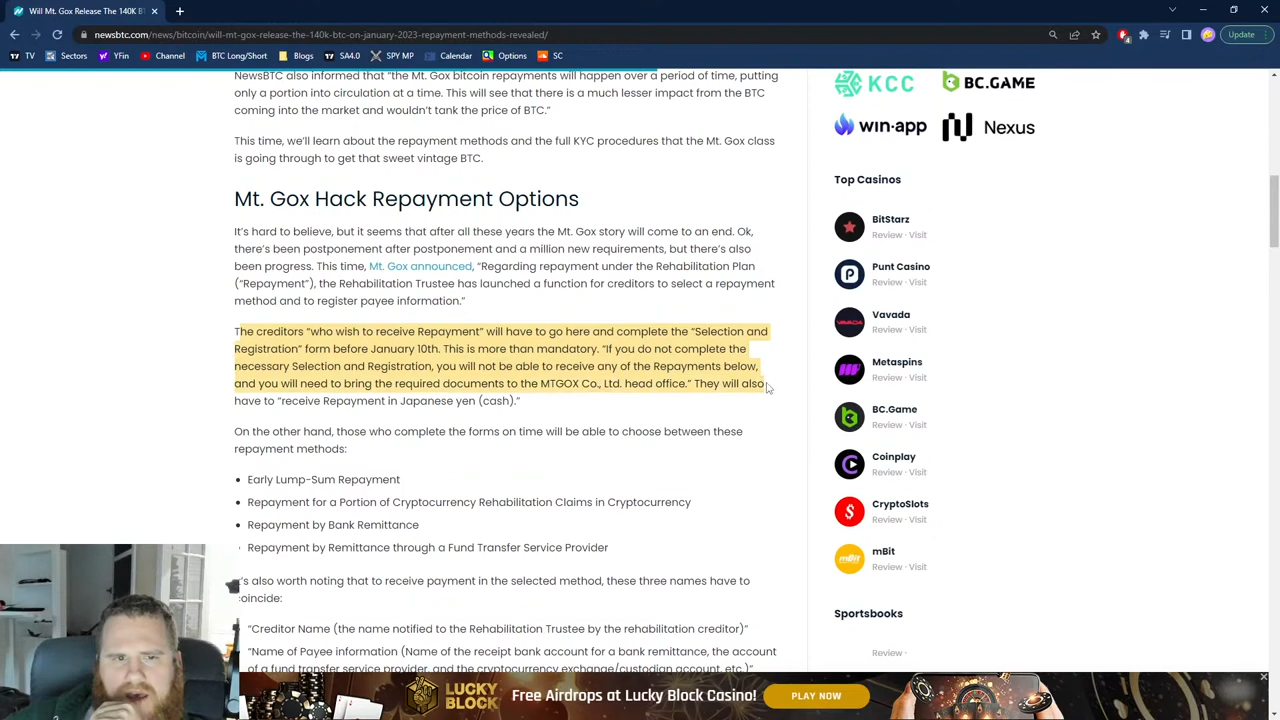 Will Mt. Gox Release The 140k BT
newsbtc.com/news/bitcoin/will-mt-gox-release-the-140k-btc-on-january-2023-repayment-methods-revealed/
Update
TV
Sectors
YFin
Channel
BTC Long/Short
Blogs
SA4.0
SPY MP
Calendar
Options
SC
NewsBTC also informed that “the Mt. Gox bitcoin repayments will happen over a period of time, putting
only a portion into circulation at a time. This will see that there is a much lesser impact from the BTC
coming into the market and wouldn’t tank the price of BTC.”
This time, we’ll learn about the repayment methods and the full KYC procedures that the Mt. Gox class
is going through to get that sweet vintage BTC.
Mt. Gox Hack Repayment Options
It’s hard to believe, but it seems that after all these years the Mt. Gox story will come to an end. Ok,
there’s been postponement after postponement and a million new requirements, but there’s also
been progress. This time, Mt. Gox announced, “Regarding repayment under the Rehabilitation Plan
(“Repayment”), the Rehabilitation Trustee has launched a function for creditors to select a repayment
method and to register payee information.”
The creditors “who wish to receive Repayment” will have to go here and complete the “Selection and
Registration” form before January 10th. This is more than mandatory. “If you do not complete the
necessary Selection and Registration, you will not be able to receive any of the Repayments below,
and you will need to bring the required documents to the MTGOX Co., Ltd. head office.” They will also
have to “receive Repayment in Japanese yen (cash).”
On the other hand, those who complete the forms on time will be able to choose between these
repayment methods:
Early Lump-Sum Repayment
Repayment for a Portion of Cryptocurrency Rehabilitation Claims in Cryptocurrency
Repayment by Bank Remittance
Repayment by Remittance through a Fund Transfer Service Provider
’s also worth noting that to receive payment in the selected method, these three names have to
coincide:
“Creditor Name (the name notified to the Rehabilitation Trustee by the rehabilitation creditor)”
“Name of Payee information (Name of the receipt bank account for a bank remittance, the account
of a fund transfer service provider, and the cryptocurrency exchange/custodian account, etc.)”
KCC
BC.GAME
win·app
Nexus
Top Casinos
BitStarz
Review · Visit
Punt Casino
Review · Visit
Vavada
Review · Visit
Metaspins
Review · Visit
BC.Game
Review · Visit
Coinplay
Review · Visit
CryptoSlots
Review · Visit
mBit
Review · Visit
Sportsbooks
Review ·
LUCKY
BLOCK
Free Airdrops at Lucky Block Casino!
PLAY NOW